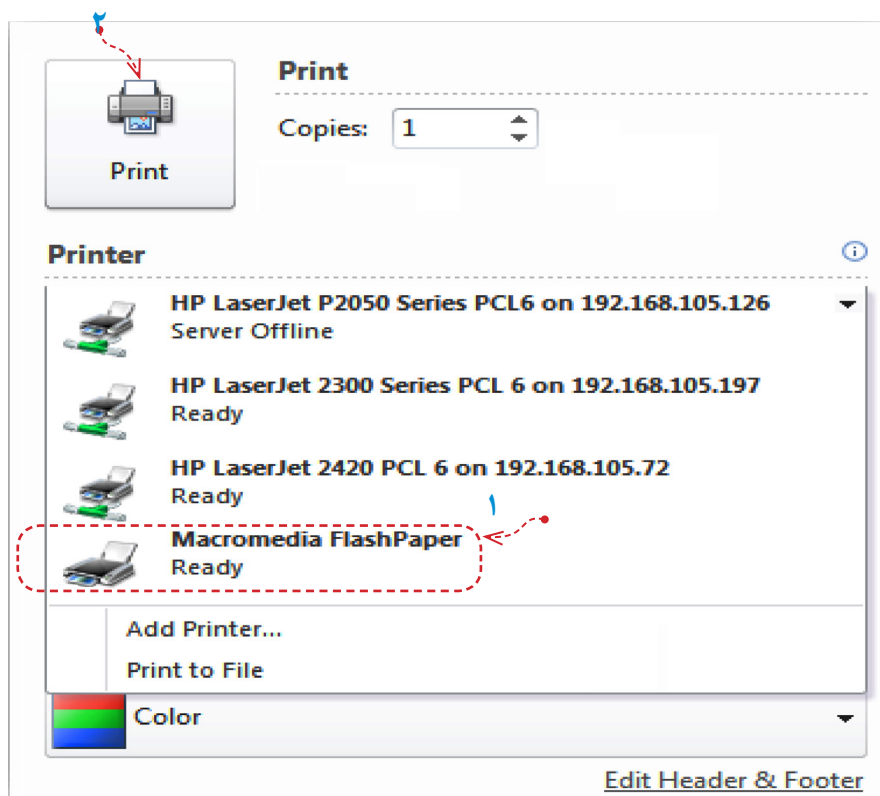 ۲
Print
Copies: 1
Print
Printer
HP LaserJet P2050 Series PCL6 on 192.168.105.126
Server Offline
HP LaserJet 2300 Series PCL 6 on 192.168.105.197
Ready
HP LaserJet 2420 PCL 6 on 192.168.105.72
Ready
۱
Macromedia FlashPaper
Ready
Add Printer...
Print to File
Color
Edit Header & Footer